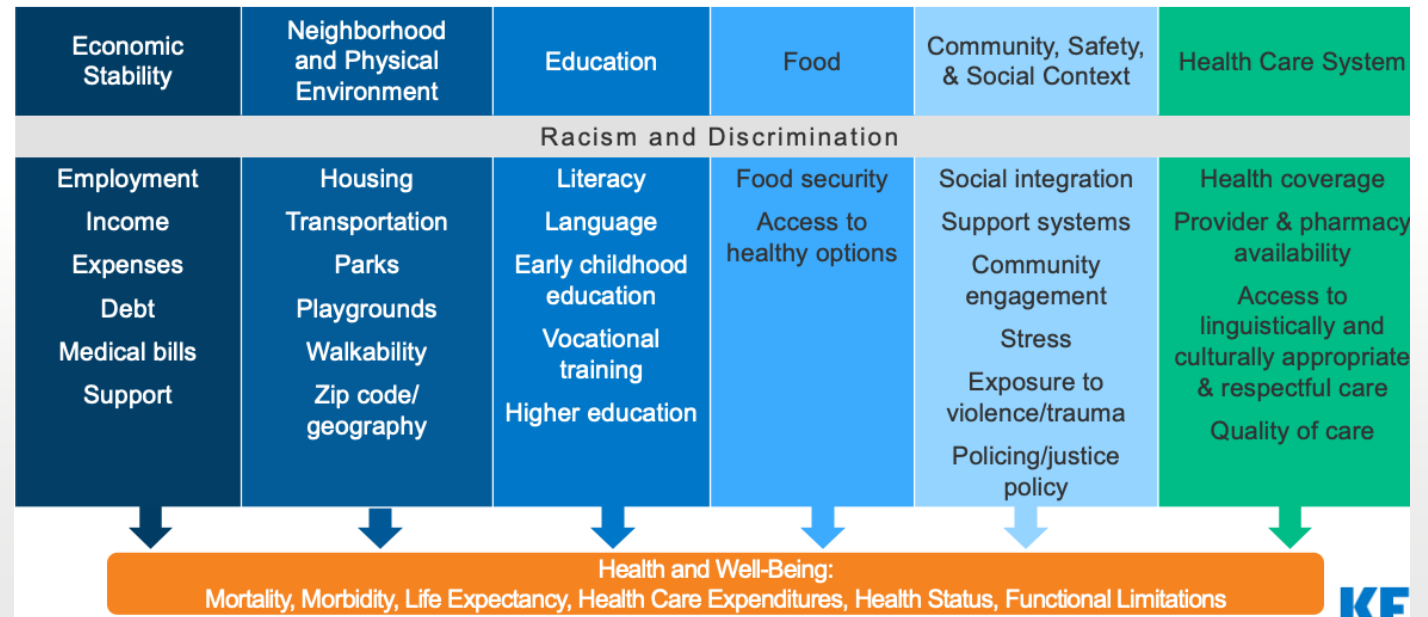 Economic
Stability
Neighborhood
and Physical
Environment
Education
Food
Community, Safety,
& Social Context
Health Care System
Racism and Discrimination
Employment
Income
Expenses
Debt
Medical bills
Support
Housing
Transportation
Parks
Playgrounds
Walkability
Zip code/
geography
Literacy
Language
Early childhood
education
Vocational
training
Higher education
Food security
Access to
healthy options
Social integration
Support systems
Community
engagement
Stress
Exposure to
violence/trauma
Policing/justice
policy
Health coverage
Provider & pharmacy
availability
Access to
linguistically and
culturally appropriate
& respectful care
Quality of care
Health and Well-Being:
Mortality, Morbidity, Life Expectancy, Health Care Expenditures, Health Status, Functional Limitations